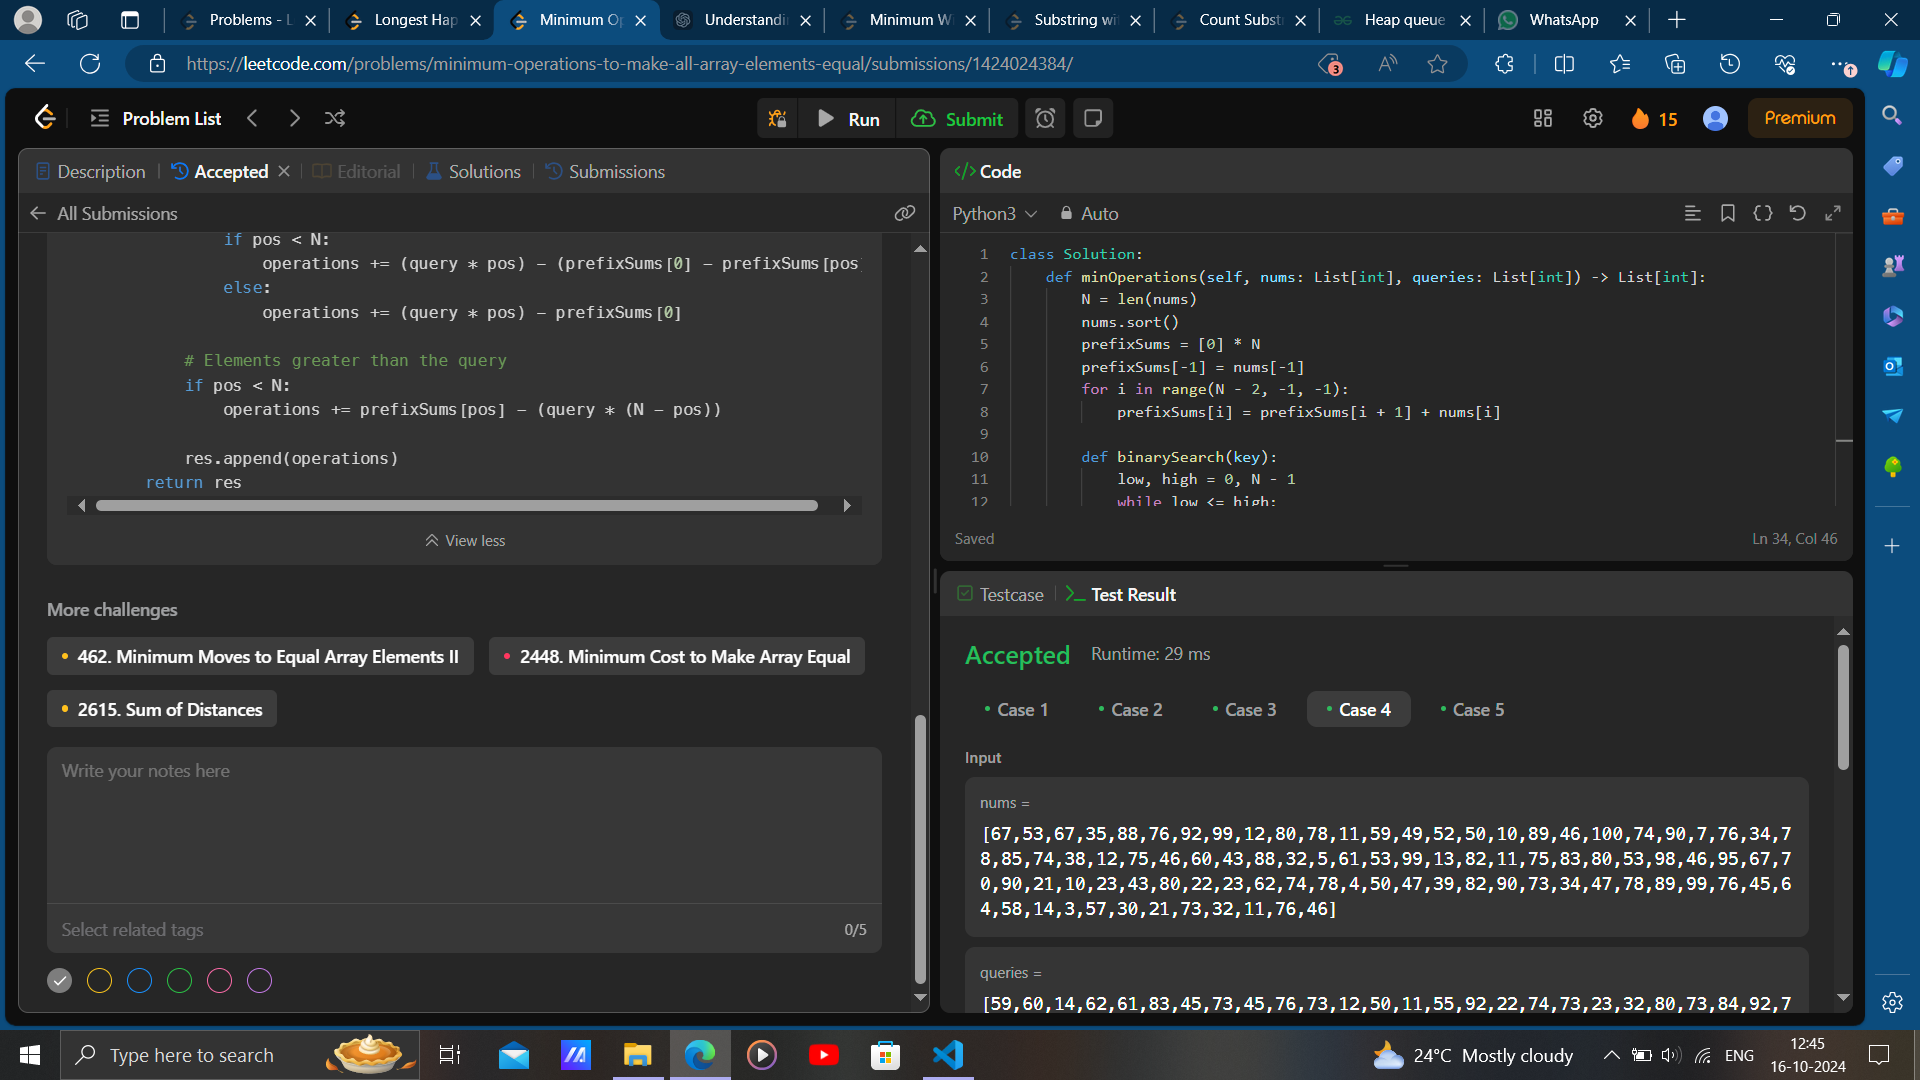 Problems - L
Longest Hap
Minimum Op
Understandi
Minimum Wi
Substring wi
Count Subst
Heap queue
WhatsApp
https://leetcode.com/problems/minimum-operations-to-make-all-array-elements-equal/submissions/1424024384/
3
Problem List
Run
Submit
15
Premium
Description
Accepted
Editorial
Solutions
Submissions
All Submissions
if pos < N:
operations += (query * pos) - (prefixSums[0] - prefixSums[pos
else:
operations += (query * pos) - prefixSums[0]
# Elements greater than the query
if pos < N:
operations += prefixSums[pos] - (query * (N - pos))
res.append(operations)
return res
View less
More challenges
462. Minimum Moves to Equal Array Elements II
2448. Minimum Cost to Make Array Equal
2615. Sum of Distances
Write your notes here
Select related tags
0/5
</> Code
Python3
Auto
1 class Solution:
2 def minOperations(self, nums: List[int], queries: List[int]) -> List[int]:
3 N = len(nums)
4 nums.sort()
5 prefixSums = [0] * N
6 prefixSums[-1] = nums[-1]
7 for i in range(N - 2, -1, -1):
8 prefixSums[i] = prefixSums[i + 1] + nums[i]
9
10 def binarySearch(key):
11 low, high = 0, N - 1
12 while low <= high:
Saved
Ln 34, Col 46
Testcase
Test Result
Accepted
Runtime: 29 ms
Case 1
Case 2
Case 3
Case 4
Case 5
Input
nums =
[67,53,67,35,88,76,92,99,12,80,78,11,59,49,52,50,10,89,46,100,74,90,7,76,34,7
8,85,74,38,12,75,46,60,43,88,32,5,61,53,99,13,82,11,75,83,80,53,98,46,95,67,7
0,90,21,10,23,43,80,22,23,62,74,78,4,50,47,39,82,90,73,34,47,78,89,99,76,45,6
4,58,14,3,57,30,21,73,32,11,76,46]
queries =
[59,60,14,62,61,83,45,73,45,76,73,12,50,11,55,92,22,74,73,23,32,80,73,84,92,7
Type here to search
24°C Mostly cloudy
ENG
12:45
16-10-2024